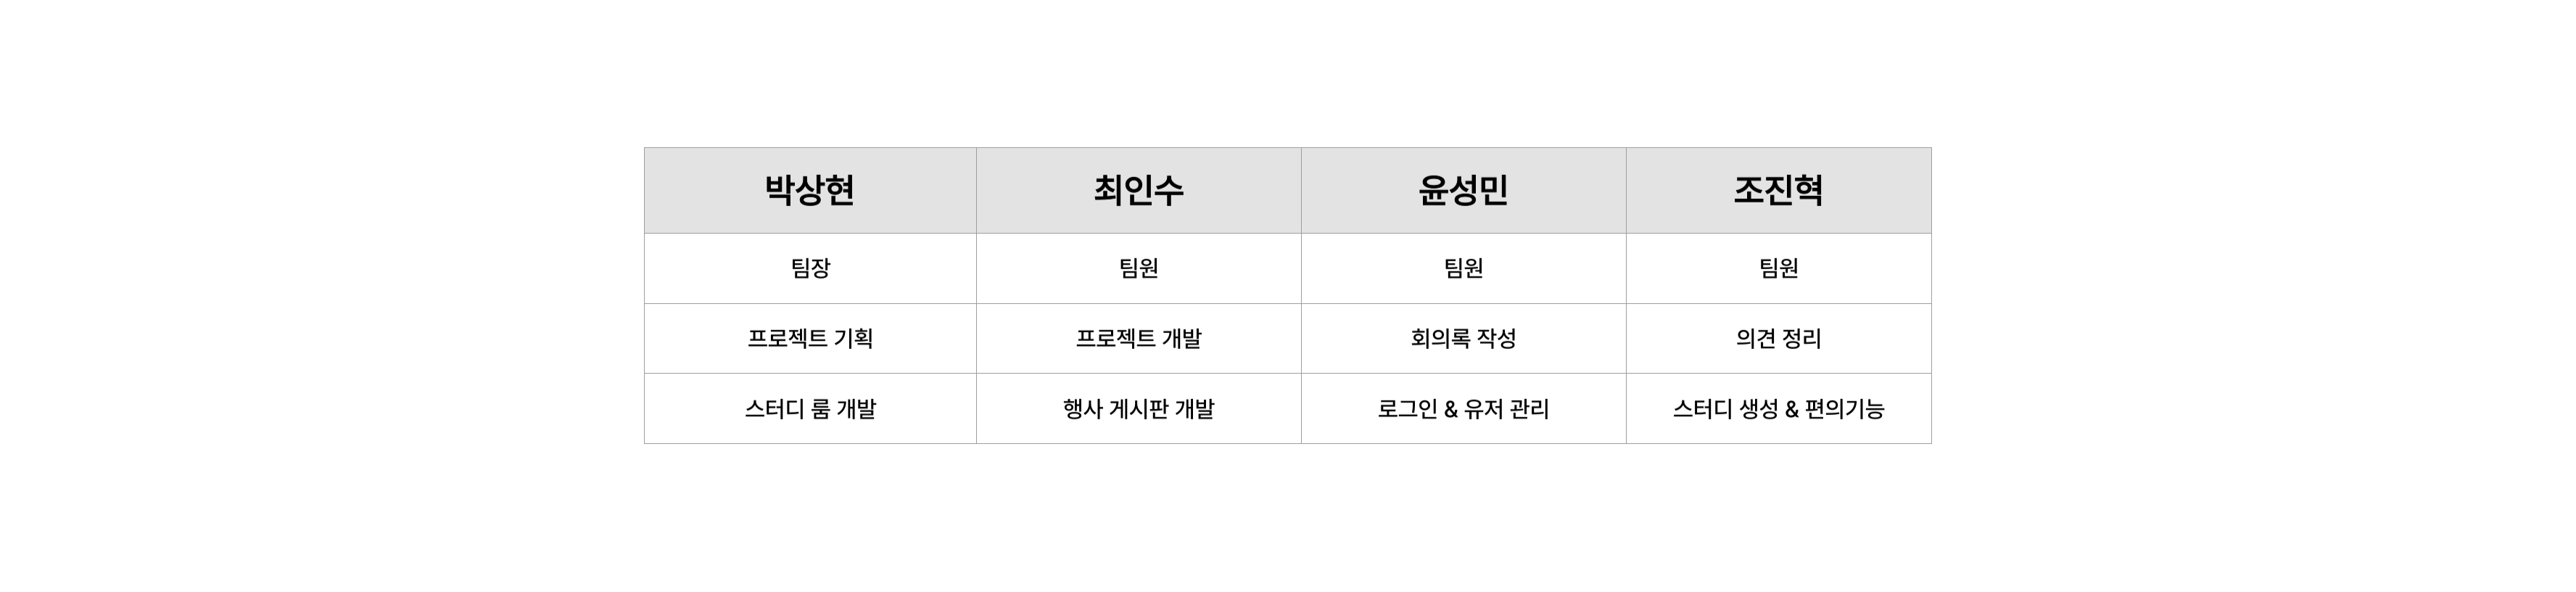 박상현 최인수 윤성민 조진혁
팀장 팀원 팀원 팀원
프로젝트 기획 프로젝트 개발 회의록 작성 의견 정리
스터디 룸 개발 행사 게시판 개발 로그인 & 유저 관리 스터디 생성 & 편의기능